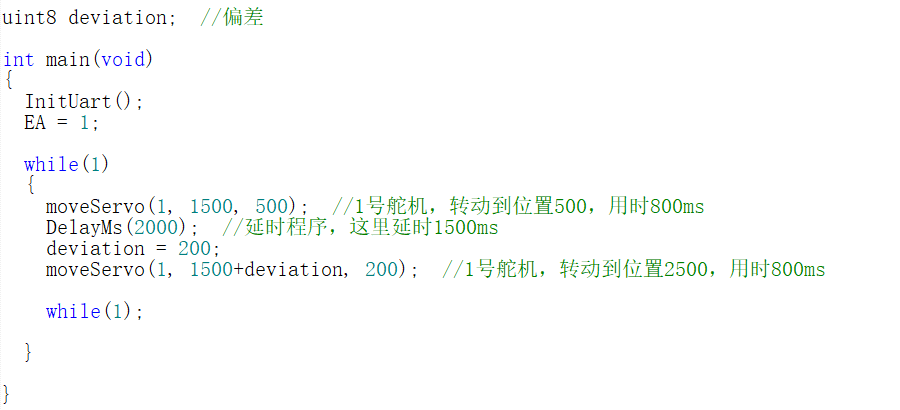 uint8 deviation;  //偏差
int main(void)
{
InitUart();
EA = 1;
while(1)
{
moveServo(1, 1500, 500);  //1号舵机，转动到位置500，用时800ms
DelayMs(2000);  //延时程序，这里延时1500ms
deviation = 200;
moveServo(1, 1500+deviation, 200);  //1号舵机，转动到位置2500，用时800ms
while(1);
}
}